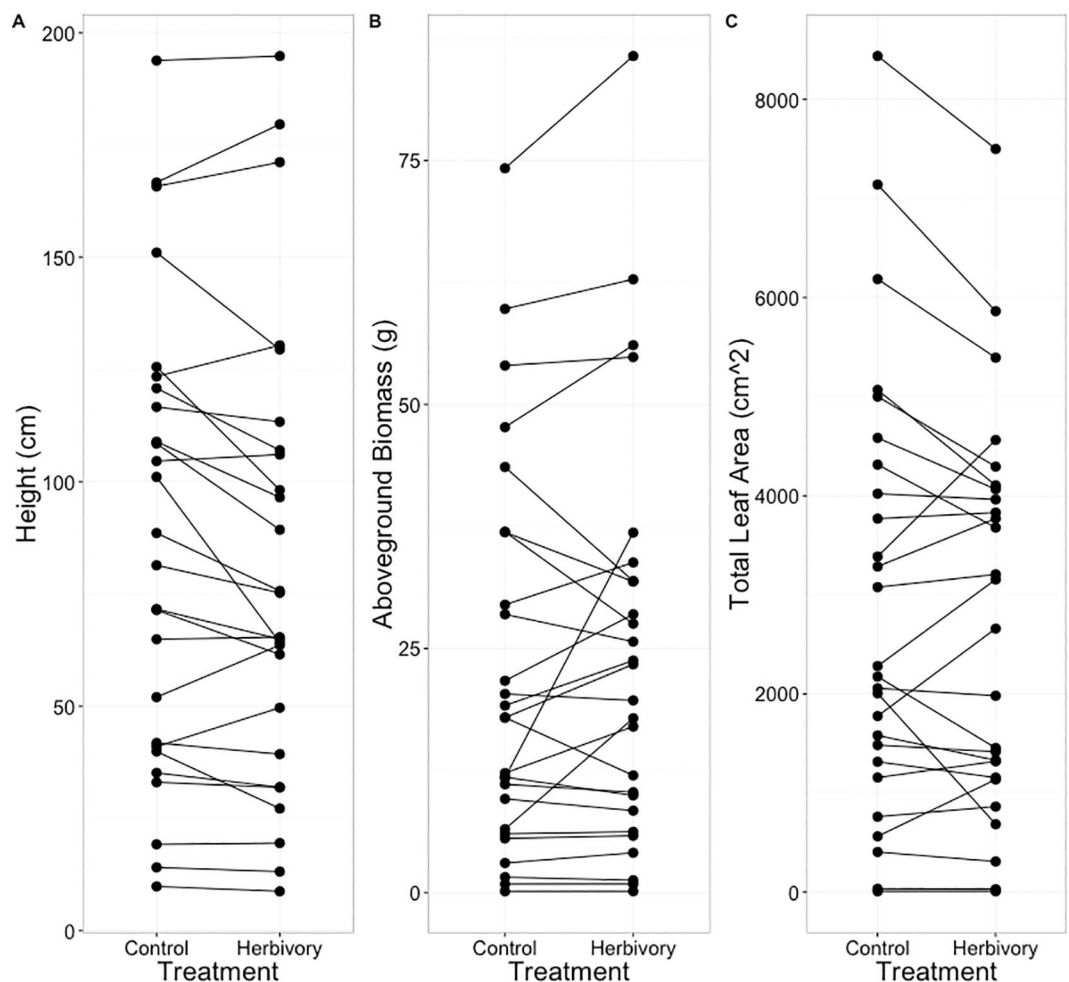 A
Height (cm)
200
150
100
50
0
Control Herbivory
Treatment
B
Aboveground Biomass (g)
75
50
25
0
Control Herbivory
Treatment
C
Total Leaf Area (cm^2)
8000
6000
4000
2000
0
Control Herbivory
Treatment